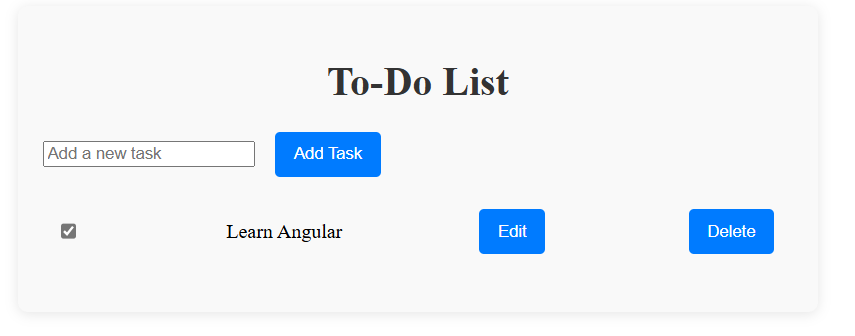 To-Do List
Add a new task Add Task
Learn Angular Edit Delete